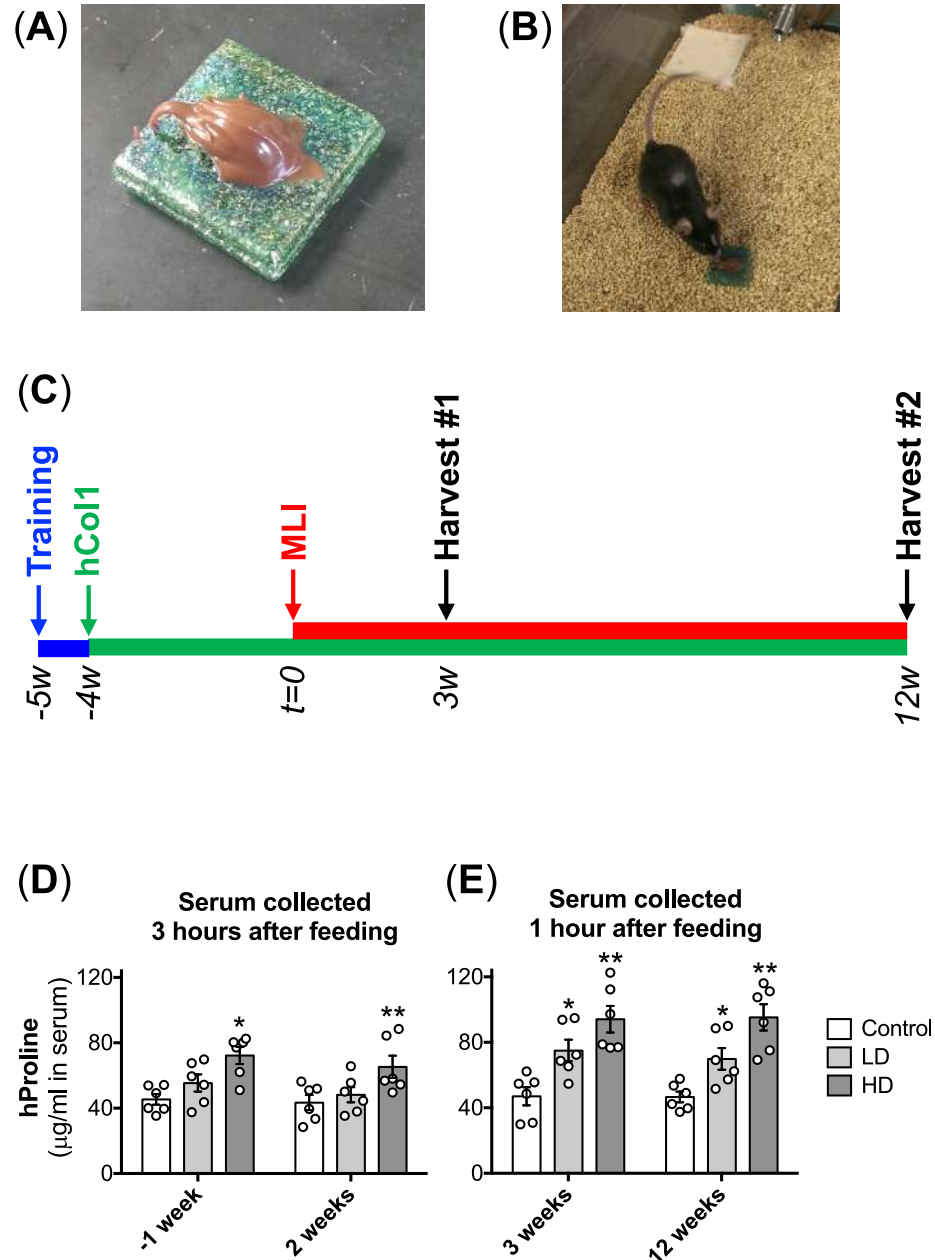 (A)
(B)
(C)
Training
hCol1
MLI
Harvest #1
Harvest #2
-5w
-4w
t=0
3w
12w
(D)
Serum collected
3 hours after feeding
(E)
Serum collected
1 hour after feeding
hProline
(µg/ml in serum)
120
80
40
0
*
**
-1 week
2 weeks
120
80
40
0
*
**
*
**
3 weeks
12 weeks
Control
LD
HD